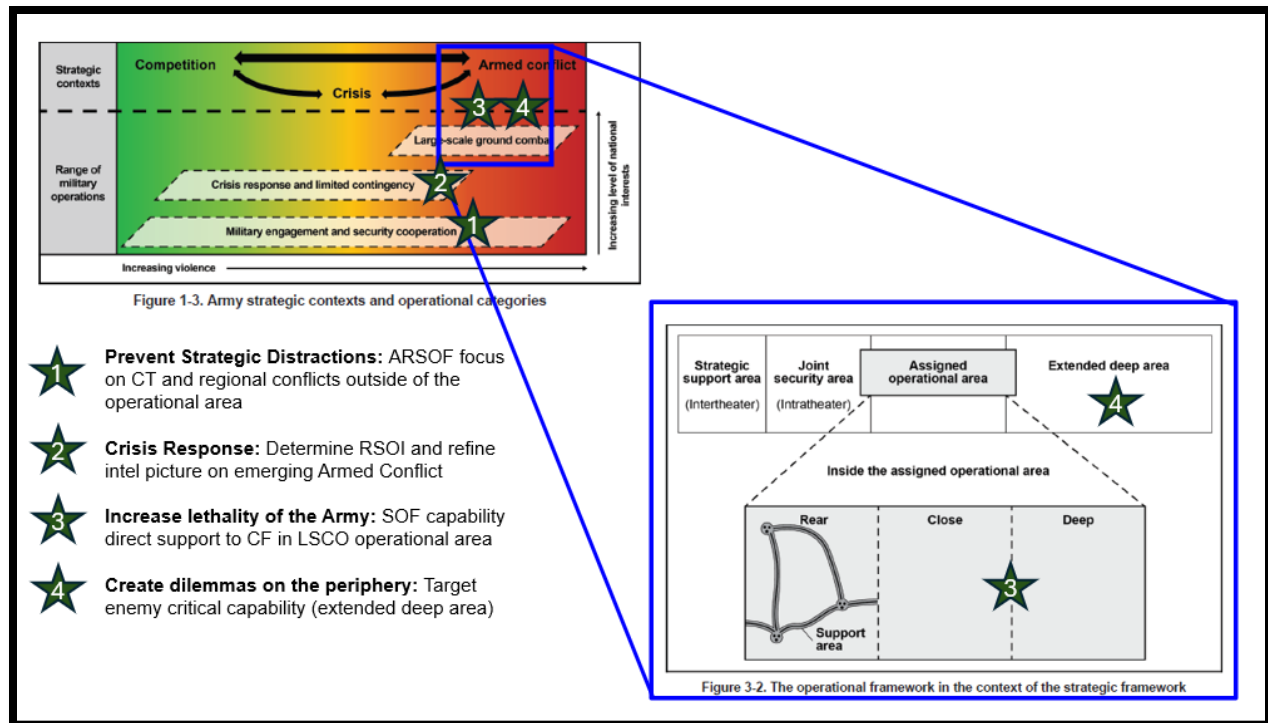 Strategic
contexts
Competition
Armed conflict
Crisis
3
4
Large-scale ground combat
Range of
military
operations
Crisis response and limited contingency
2
Military engagement and security cooperation
1
Increasing level of national
interests
Increasing violence
Figure 1-3. Army strategic contexts and operational categories
1
Prevent Strategic Distractions: ARSOF focus
on CT and regional conflicts outside of the
operational area
2
Crisis Response: Determine RSOI and refine
intel picture on emerging Armed Conflict
3
Increase lethality of the Army: SOF capability
direct support to CF in LSCO operational area
4
Create dilemmas on the periphery: Target
enemy critical capability (extended deep area)
Strategic
support area
(Intertheater)
Joint
security area
(Intratheater)
Assigned
operational area
Extended deep area
4
Inside the assigned operational area
Rear
Close
Deep
3
Support
area
Figure 3-2. The operational framework in the context of the strategic framework